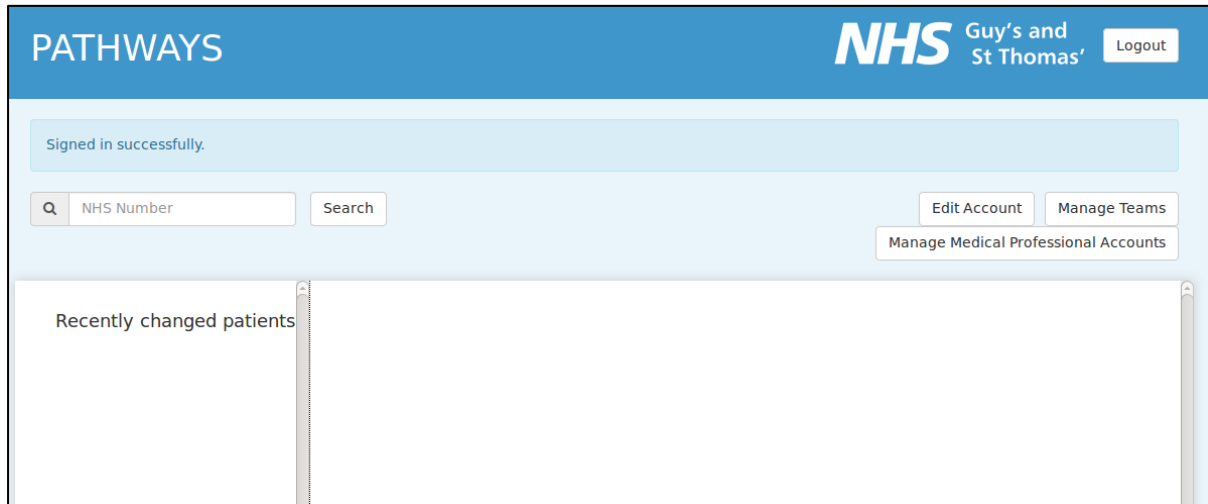 PATHWAYS
NHS Guy's and
St Thomas'
Logout
Signed in successfully.
NHS Number
Search
Edit Account
Manage Teams
Manage Medical Professional Accounts
Recently changed patients